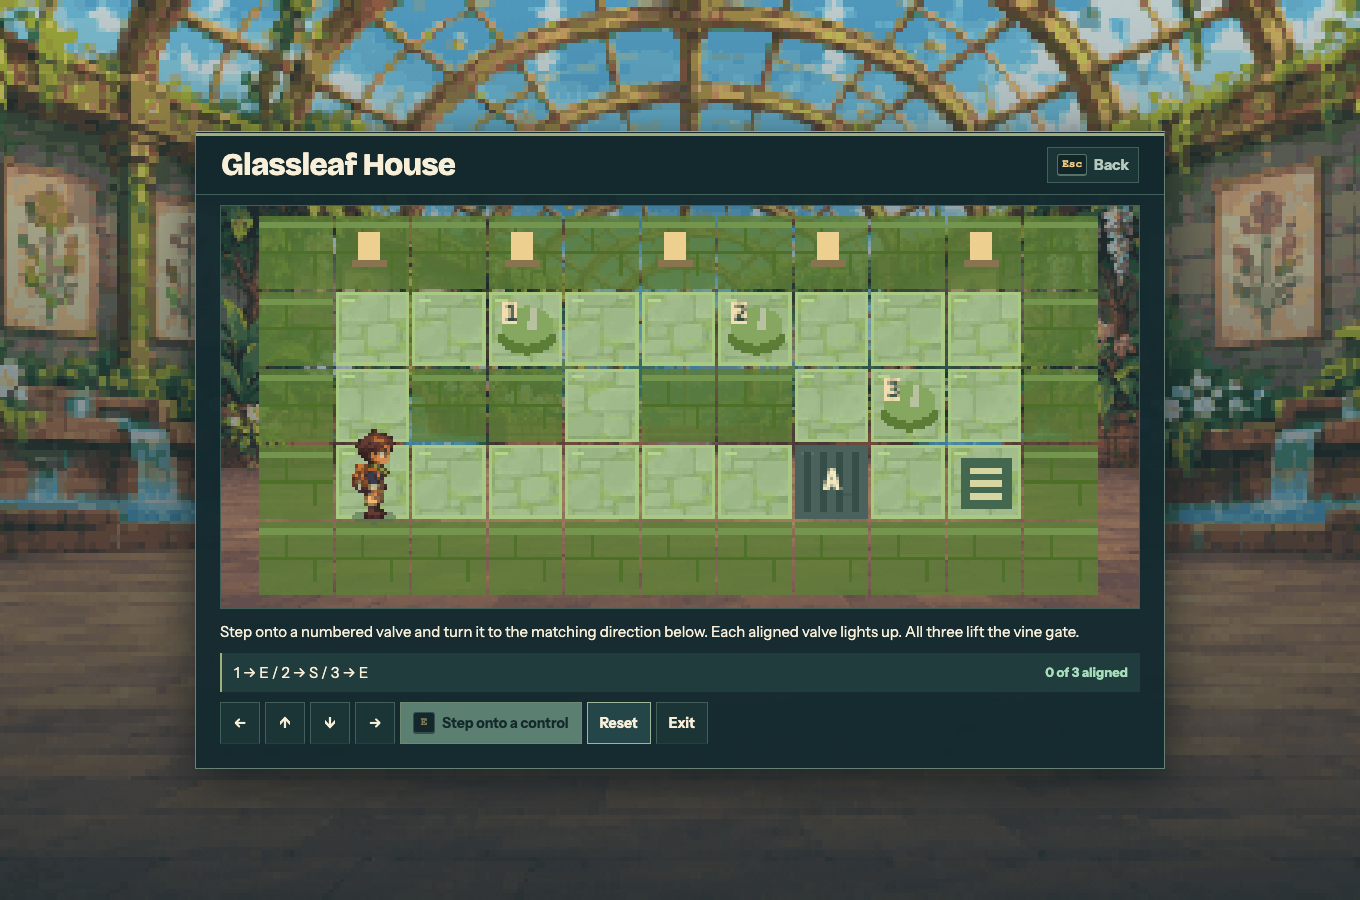 Glassleaf House
Esc Back
1
2
E
A
Step onto a numbered valve and turn it to the matching direction below. Each aligned valve lights up. All three lift the vine gate.
1 → E / 2 → S / 3 → E
0 of 3 aligned
← ↑ ↓ → E Step onto a control Reset Exit